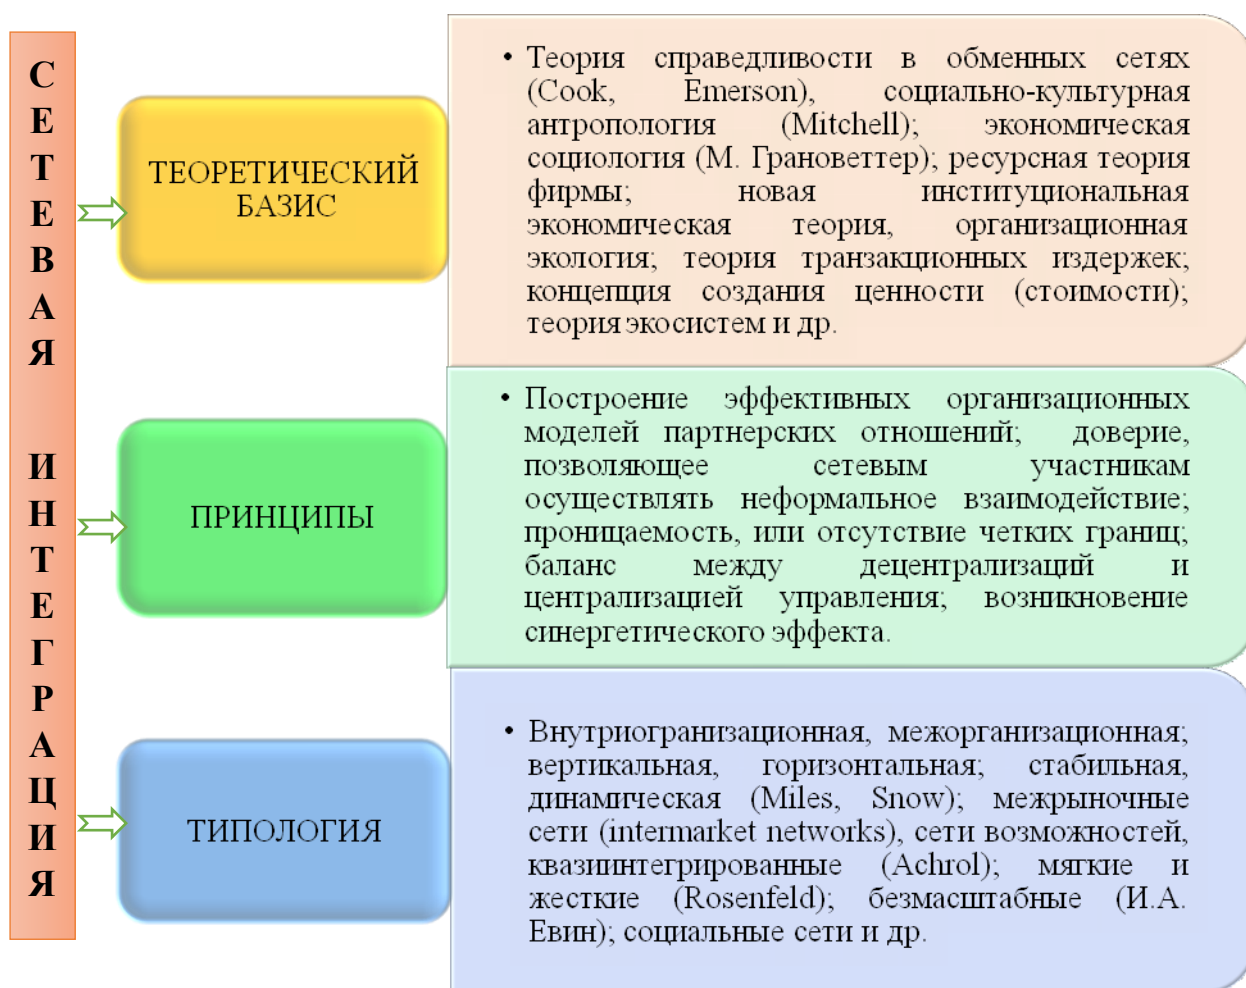 СЕТЕВАЯ ИНТЕГРАЦИЯ
ТЕОРЕТИЧЕСКИЙ
БАЗИС
• Теория справедливости в обменных сетях
(Cook, Emerson), социально-культурная
антропология (Mitchell); экономическая
социология (М. Грановеттер); ресурсная теория
фирмы; новая институциональная
экономическая теория, организационная
экология; теория транзакционных издержек;
концепция создания ценности (стоимости);
теория экосистем и др.
ПРИНЦИПЫ
• Построение эффективных организационных
моделей партнерских отношений; доверие,
позволяющее сетевым участникам
осуществлять неформальное взаимодействие;
проницаемость, или отсутствие четких границ;
баланс между децентрализаций и
централизацией управления; возникновение
синергетического эффекта.
ТИПОЛОГИЯ
• Внутриогранизационная, межорганизационная;
вертикальная, горизонтальная; стабильная,
динамическая (Miles, Snow); межрыночные
сети (intermarket networks), сети возможностей,
квазиинтегрированные (Achrol); мягкие и
жесткие (Rosenfeld); безмасштабные (И.А.
Евин); социальные сети и др.